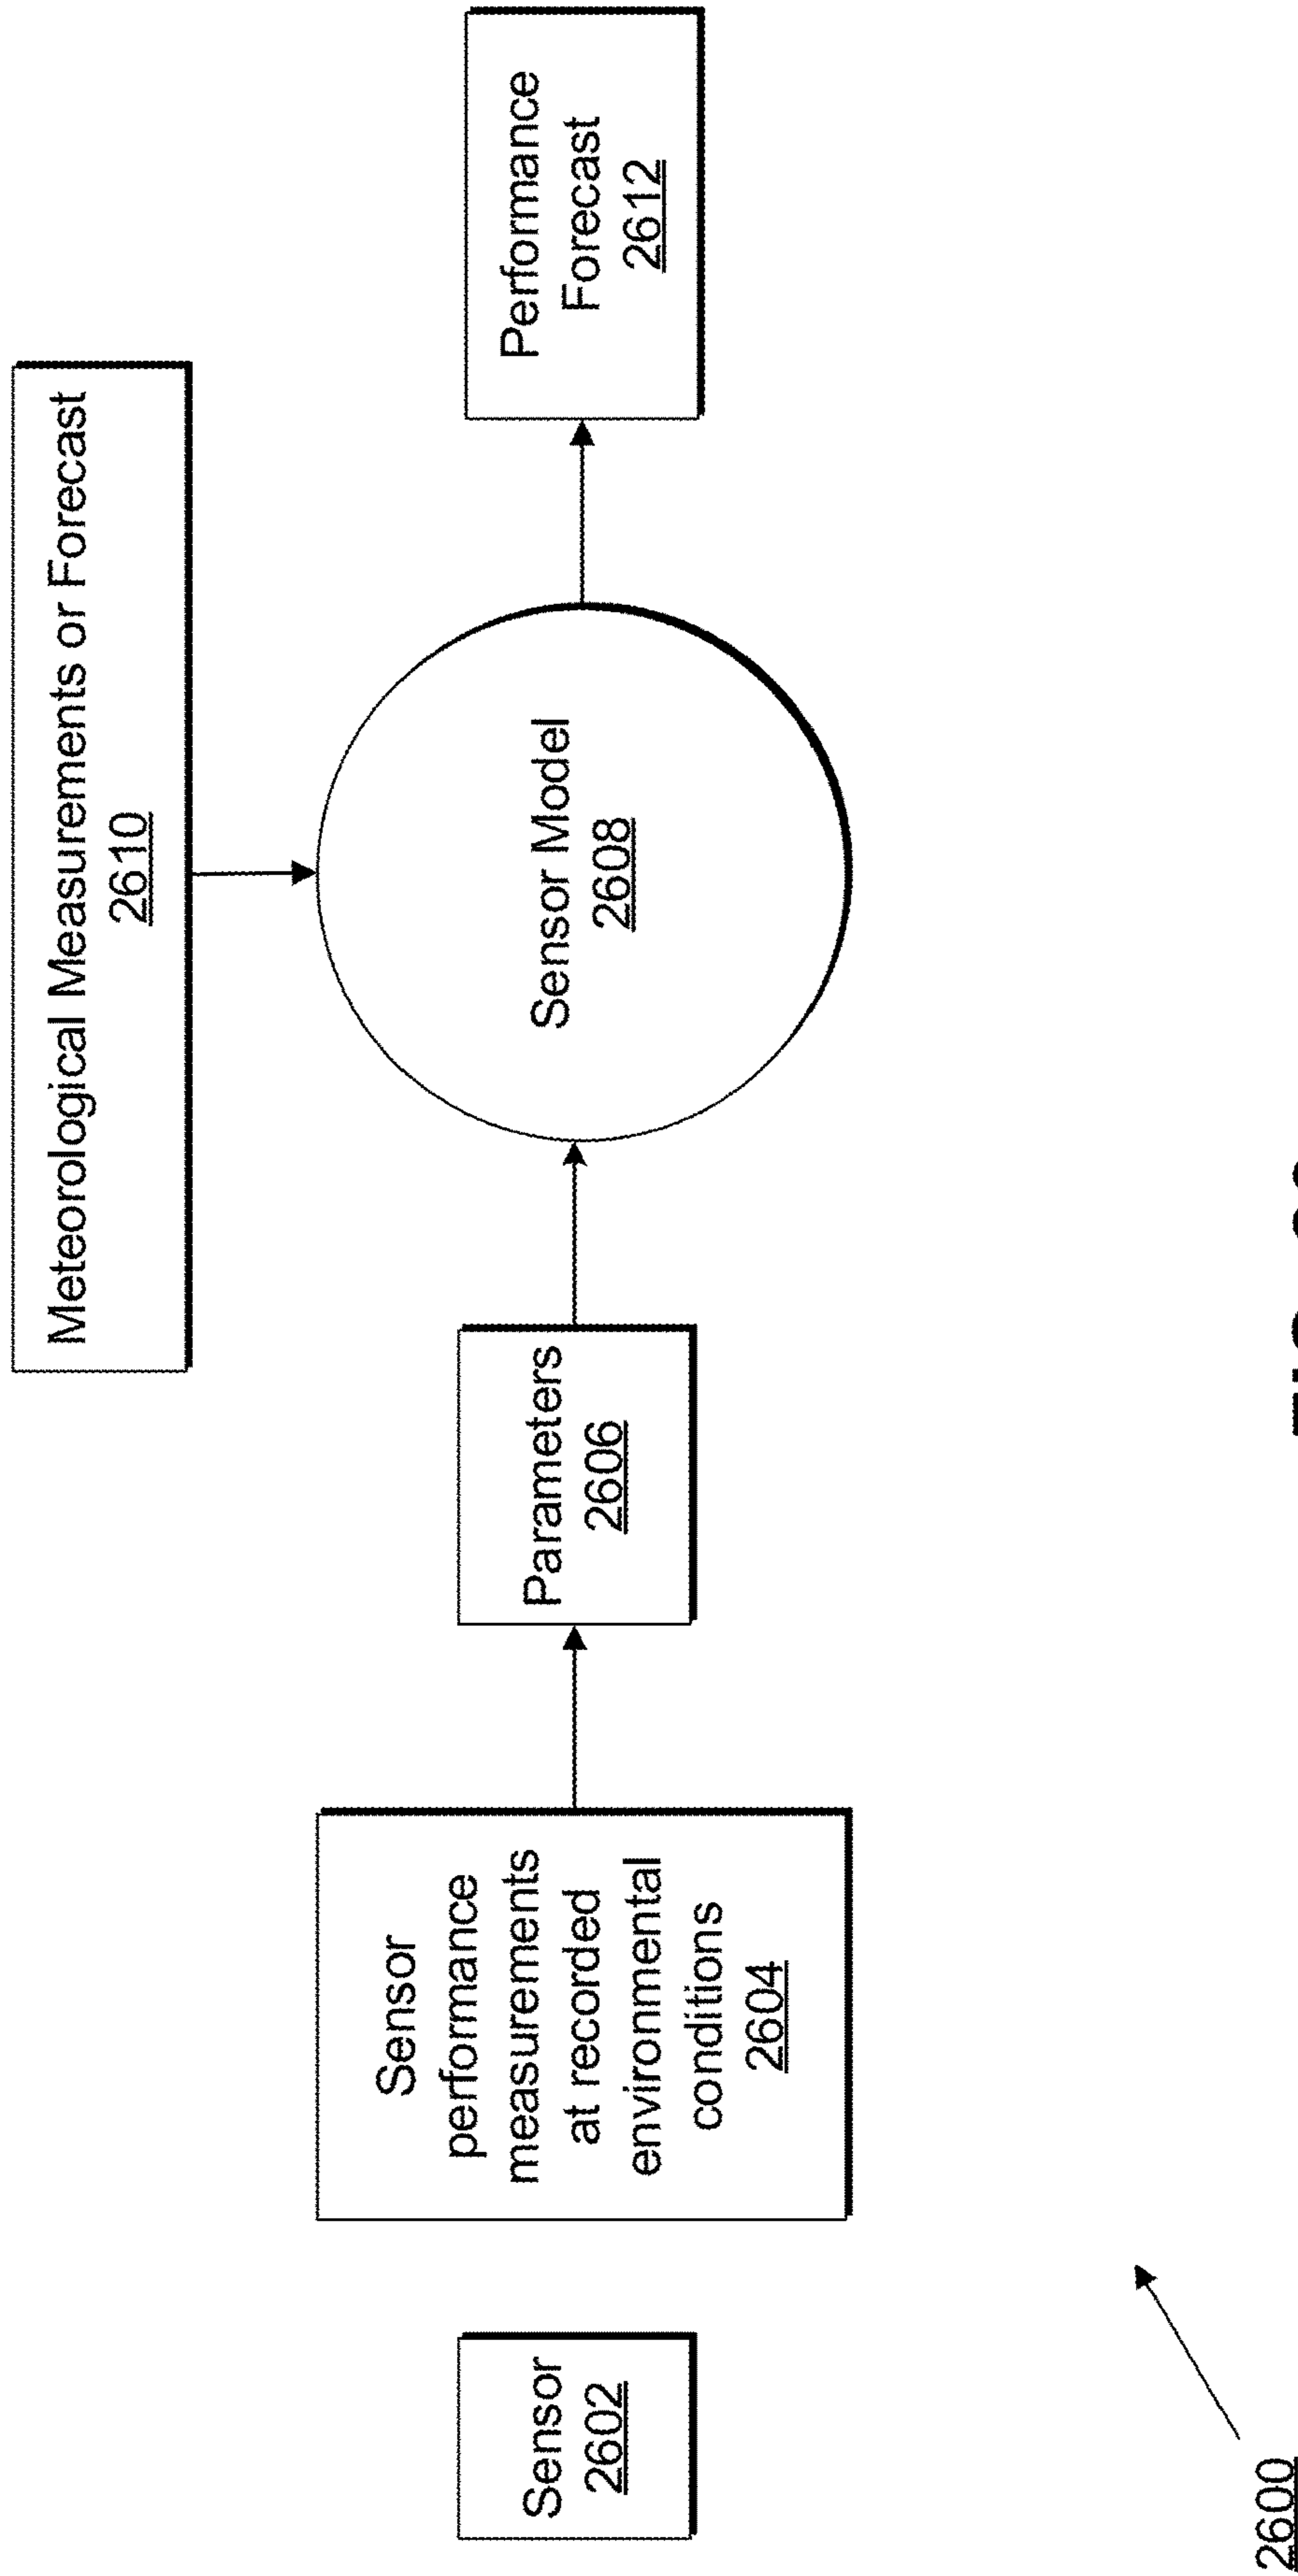 Meteorological Measurements or Forecast
2610
Sensor
2602
Sensor
performance
measurements
at recorded
environmental
conditions
2604
Parameters
2606
Sensor Model
2608
Performance
Forecast
2612
2600